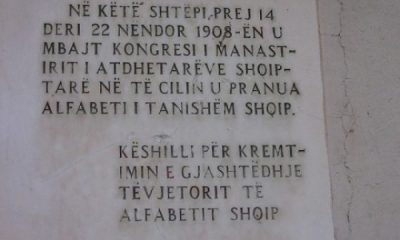 NË KËTË SHTËPI, PREJ 14
DERI 22 NENDOR 1908-ËN U
MBAJT KONGRESI I MANAST-
IRIT I ATDHETARËVE SHQIP-
TARË NË TË CILIN U PRANUA
ALFABETI I TANISHËM SHQIP.
KËSHILLI PËR KREMT-
IMIN E GJASHTËDHJE
TËVJETORIT TË
ALFABETIT SHQIP